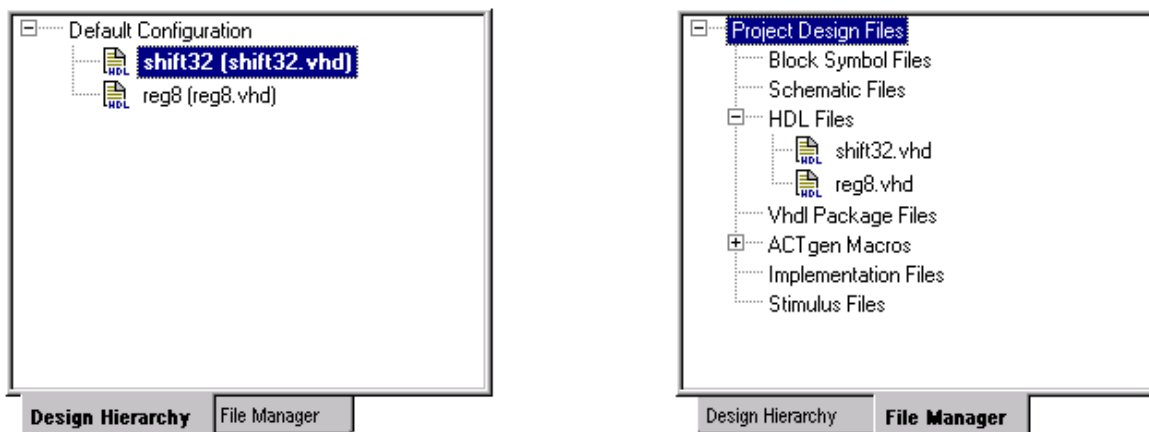 Default Configuration
HDL shift32 (shift32.vhd)
HDL reg8 (reg8.vhd)
Design Hierarchy File Manager
Project Design Files
Block Symbol Files
Schematic Files
HDL Files
HDL shift32.vhd
HDL reg8.vhd
Vhdl Package Files
ACTgen Macros
Implementation Files
Stimulus Files
Design Hierarchy File Manager